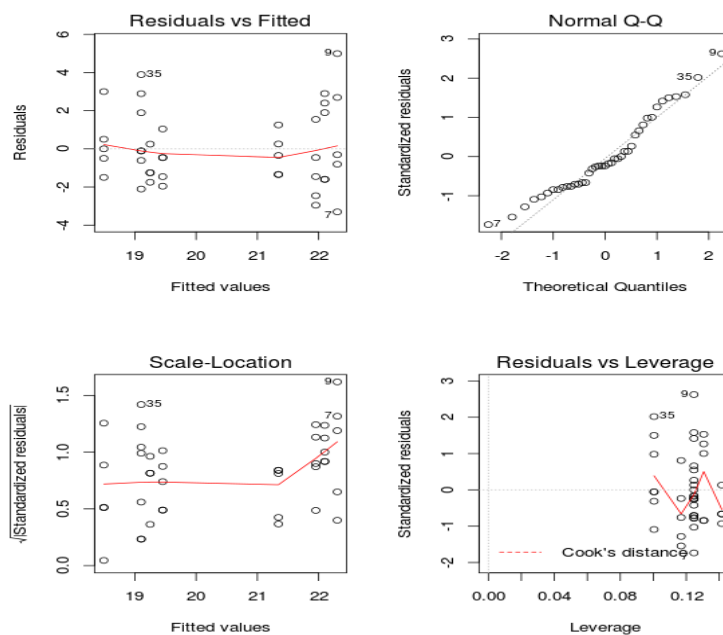 Residuals vs Fitted
Residuals
6
4
2
0
-2
-4
9
35
7
19 20 21 22
Fitted values
Normal Q-Q
Standardized residuals
3
2
1
0
-1
9
35
7
-2 -1 0 1 2
Theoretical Quantiles
Scale-Location
√|Standardized residuals|
1.5
1.0
0.5
0.0
9
35
7
19 20 21 22
Fitted values
Residuals vs Leverage
Standardized residuals
3
2
1
0
-1
-2
9
35
7
Cook's distance
0.00 0.04 0.08 0.12
Leverage